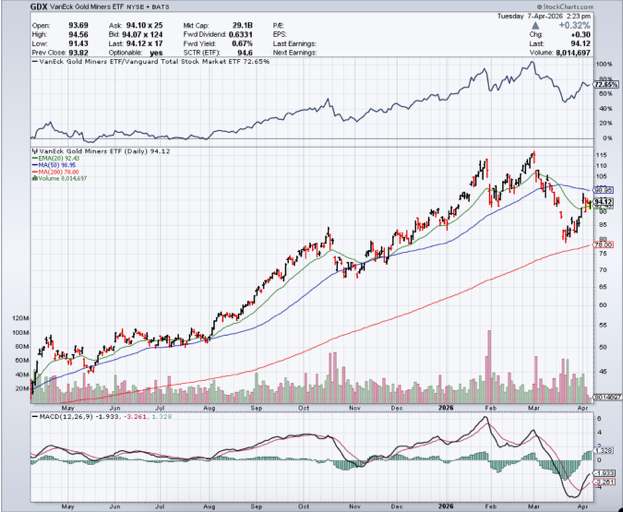 GDX VanEck Gold Miners ETF NYSE + BATS
© StockCharts.com
Tuesday 7-Apr-2026 2:23 pm
Open: 93.69 Ask: 94.10 x 25 Mkt Cap: 29.1B P/E: +0.32%
High: 94.56 Bid: 94.07 x 124 Fwd Dividend: 0.6331 EPS: Chg: +0.30
Low: 91.43 Last Size: 94.12 x 17 Fwd Yield: 0.67% Last Earnings: Last: 94.12
Prev Close: 93.82 Optionable: yes SCTR (ETF): 94.6 Next Earnings: Volume: 8,014,697
VanEck Gold Miners ETF/Vanguard Total Stock Market ETF 72.65%
100%
80%
72.65%
60%
40%
20%
0%
VanEck Gold Miners ETF (Daily) 94.12
EMA(20) 92.43
MA(50) 98.95
MA(200) 78.00
Volume 8,014,697
115
110
105
98.95
94.12
90
85
80
78.00
75
70
65
60
55
50
45
120M
100M
80M
60M
40M
20M
8014697
May Jun Jul Aug Sep Oct Nov Dec 2026 Feb Mar Apr
MACD(12,26,9) -1.933, -3.261, 1.328
6
4
2
1.328
0
-1.933
-3.251
May Jun Jul Aug Sep Oct Nov Dec 2026 Feb Mar Apr